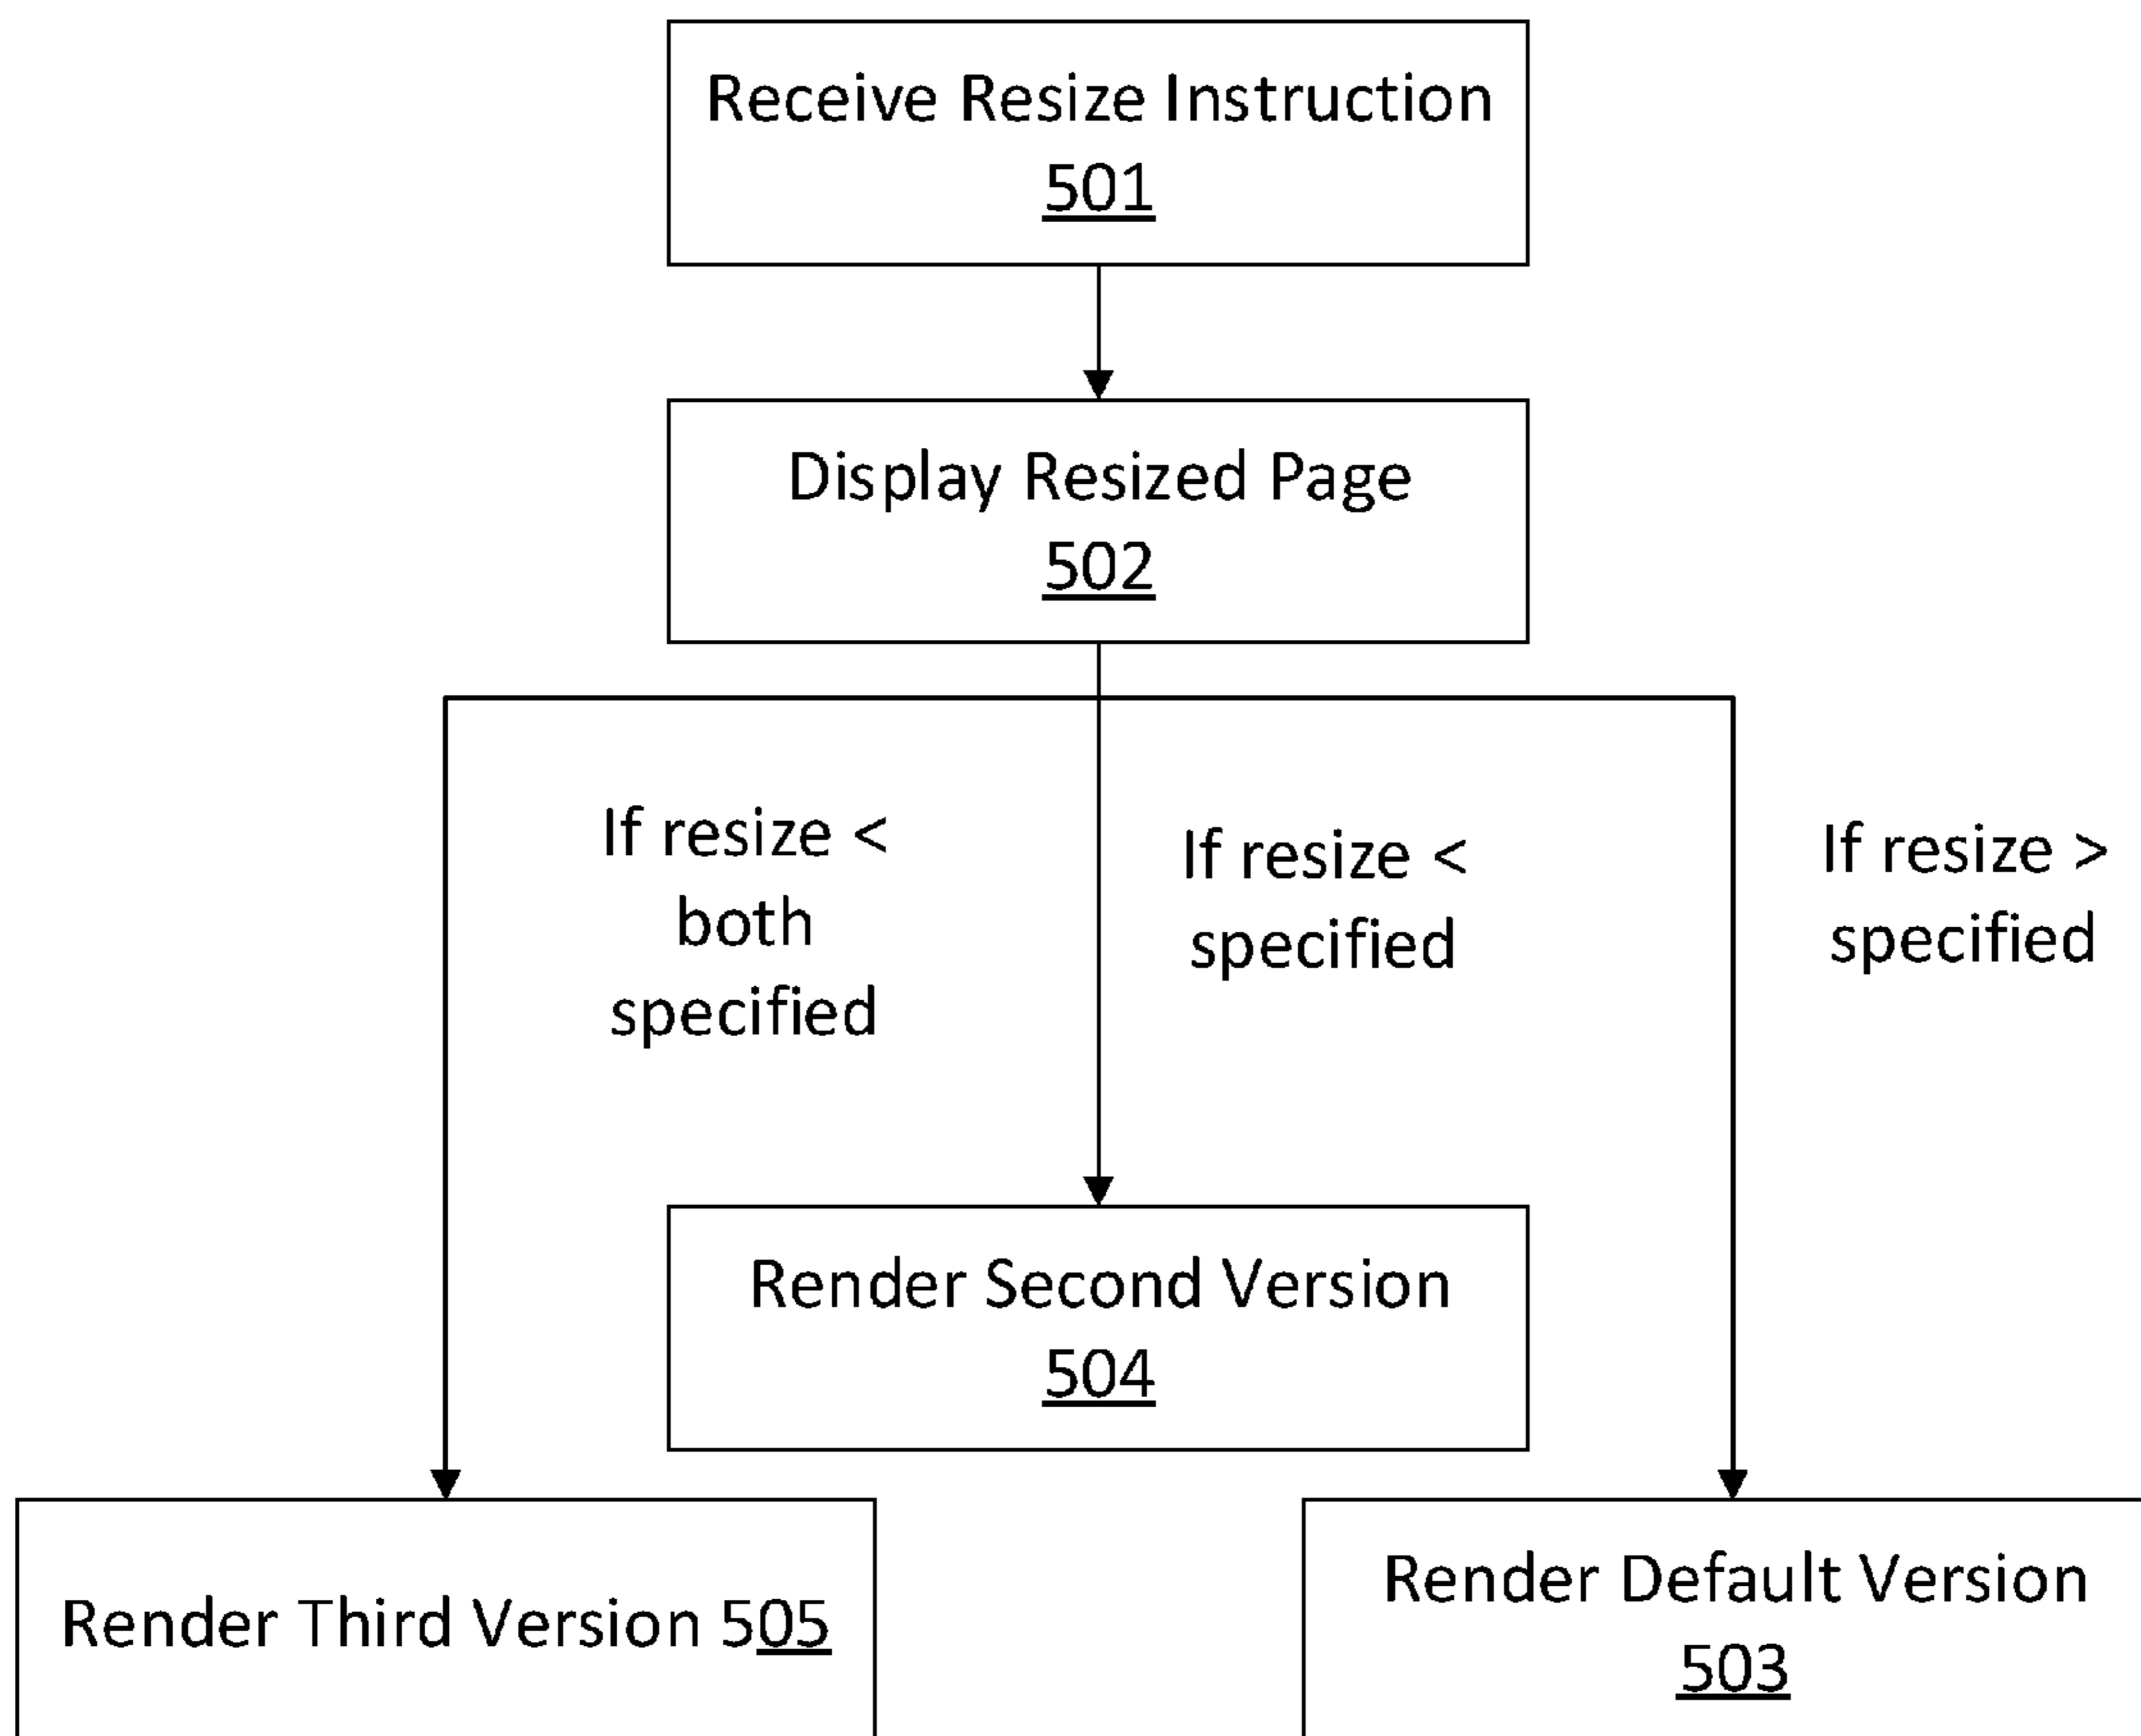 Receive Resize Instruction
501
Display Resized Page
502
If resize <
both
specified
If resize <
specified
If resize >
specified
Render Second Version
504
Render Third Version 505
Render Default Version
503